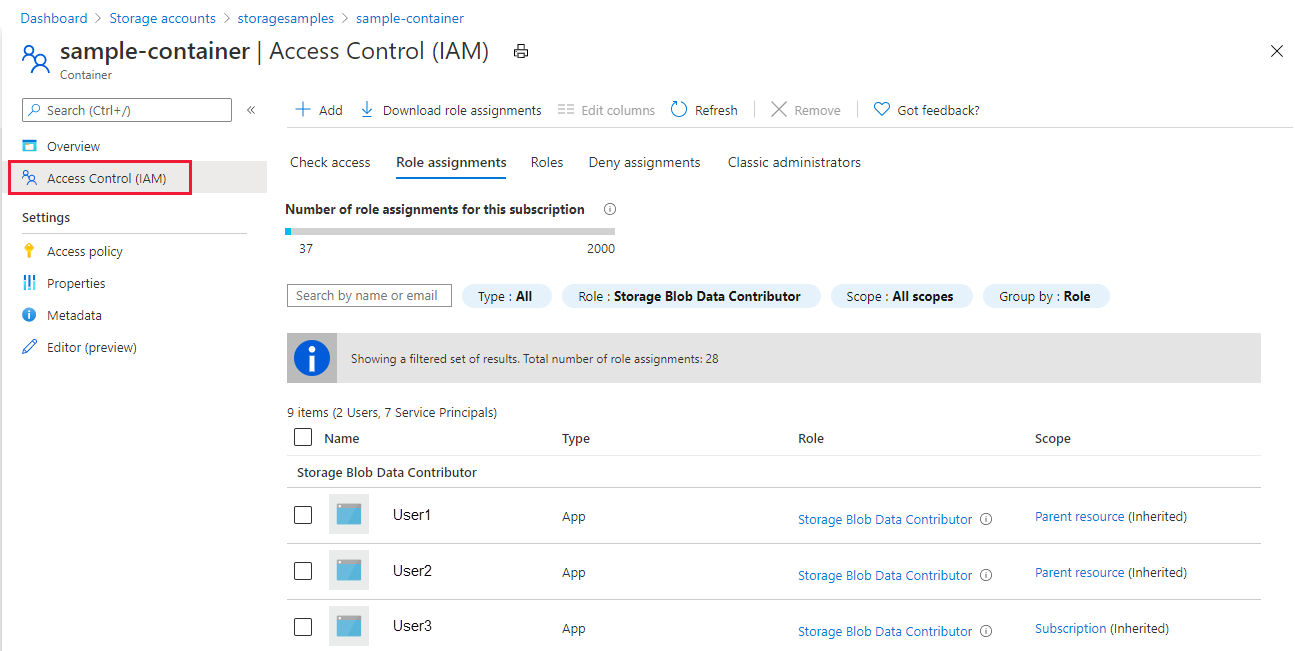 Dashboard > Storage accounts > storagesamples > sample-container
sample-container | Access Control (IAM)
Container
Search (Ctrl+/)
«
Add
Download role assignments
Edit columns
Refresh
Remove
Got feedback?
Overview
Access Control (IAM)
Settings
Access policy
Properties
Metadata
Editor (preview)
Check access
Role assignments
Roles
Deny assignments
Classic administrators
Number of role assignments for this subscription
37
2000
Search by name or email
Type : All
Role : Storage Blob Data Contributor
Scope : All scopes
Group by : Role
Showing a filtered set of results. Total number of role assignments: 28
9 items (2 Users, 7 Service Principals)
Name Type Role Scope
Storage Blob Data Contributor
User1 App Storage Blob Data Contributor Parent resource (Inherited)
User2 App Storage Blob Data Contributor Parent resource (Inherited)
User3 App Storage Blob Data Contributor Subscription (Inherited)